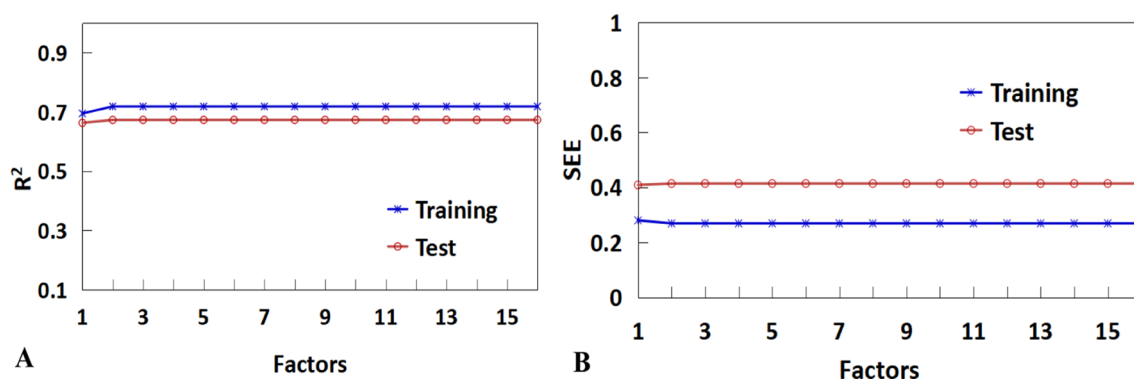 0.9
0.7
0.5
0.3
0.1
R²
Training
Test
1 3 5 7 9 11 13 15
Factors
A
1
0.8
0.6
0.4
0.2
0
SEE
Training
Test
1 3 5 7 9 11 13 15
Factors
B